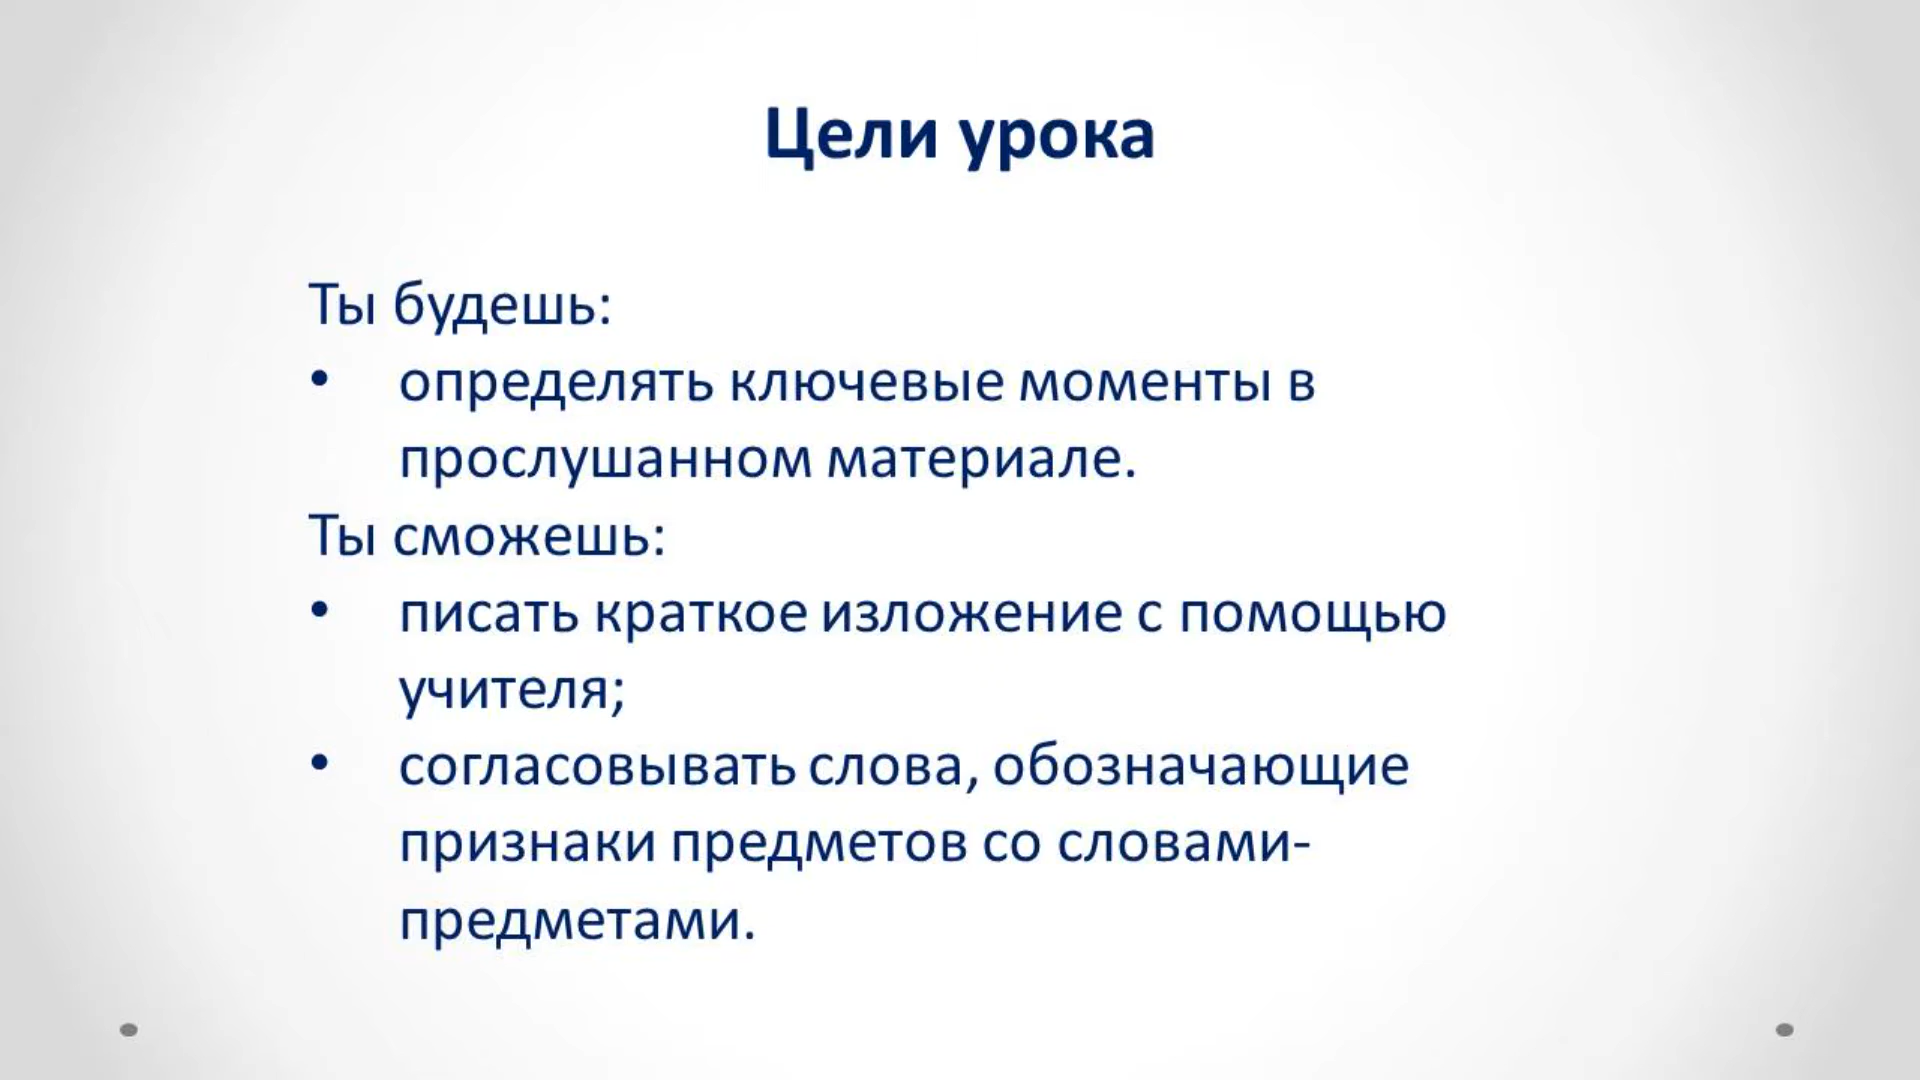 Цели урока
Ты будешь:
• определять ключевые моменты в
прослушанном материале.
Ты сможешь:
• писать краткое изложение с помощью
учителя;
• согласовывать слова, обозначающие
признаки предметов со словами-
предметами.